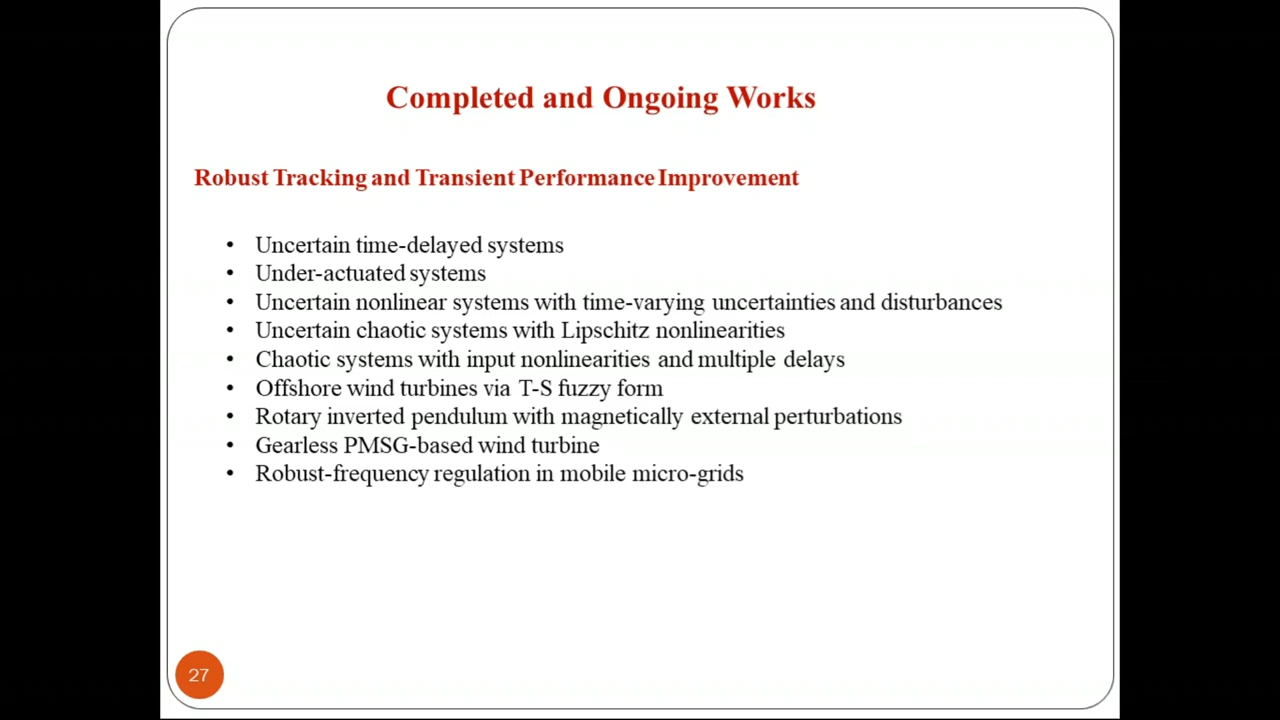 Completed and Ongoing Works
Robust Tracking and Transient Performance Improvement
• Uncertain time-delayed systems
• Under-actuated systems
• Uncertain nonlinear systems with time-varying uncertainties and disturbances
• Uncertain chaotic systems with Lipschitz nonlinearities
• Chaotic systems with input nonlinearities and multiple delays
• Offshore wind turbines via T-S fuzzy form
• Rotary inverted pendulum with magnetically external perturbations
• Gearless PMSG-based wind turbine
• Robust-frequency regulation in mobile micro-grids
27